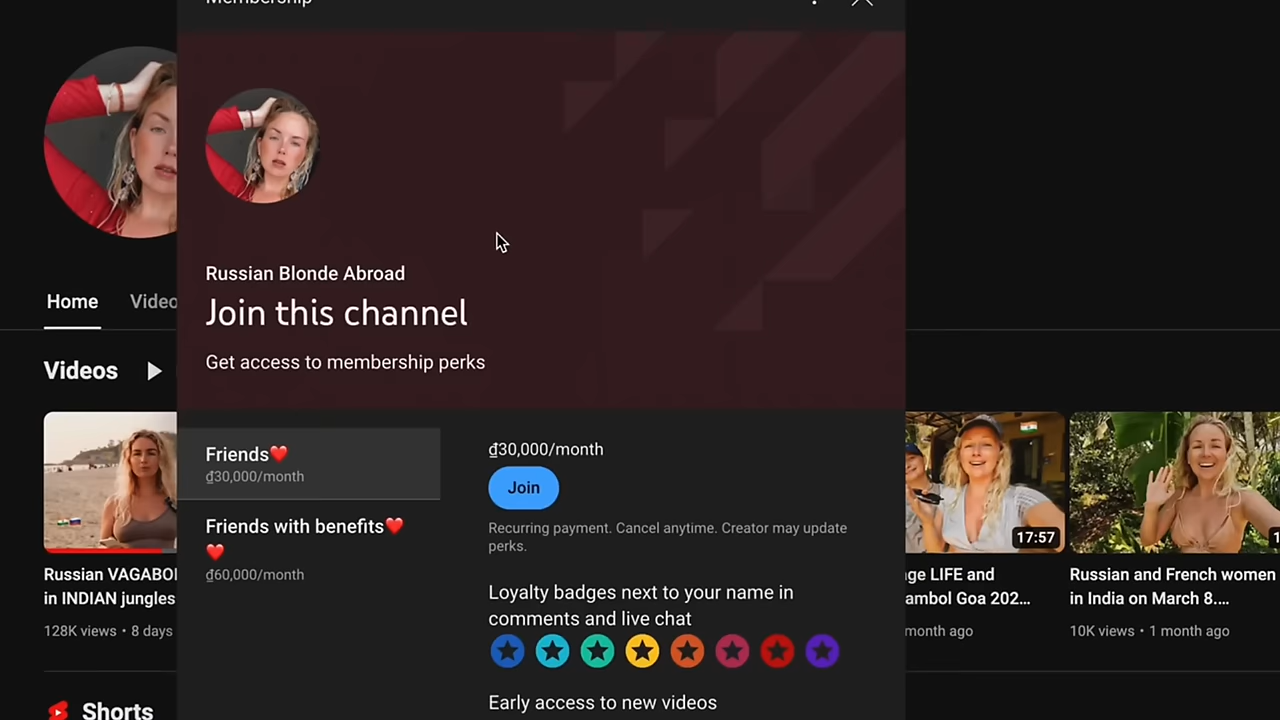 Membership
Russian Blonde Abroad
Join this channel
Get access to membership perks
Home
Video
Videos
Friends❤️
₫30,000/month
Friends with benefits❤️
❤️
₫60,000/month
₫30,000/month
Join
Recurring payment. Cancel anytime. Creator may update
perks.
Loyalty badges next to your name in
comments and live chat
Early access to new videos
Russian VAGABO
in INDIAN jungles
128K views • 8 days
17:57
ge LIFE and
ambol Goa 202...
month ago
1
Russian and French women
in India on March 8....
10K views • 1 month ago
Shorts